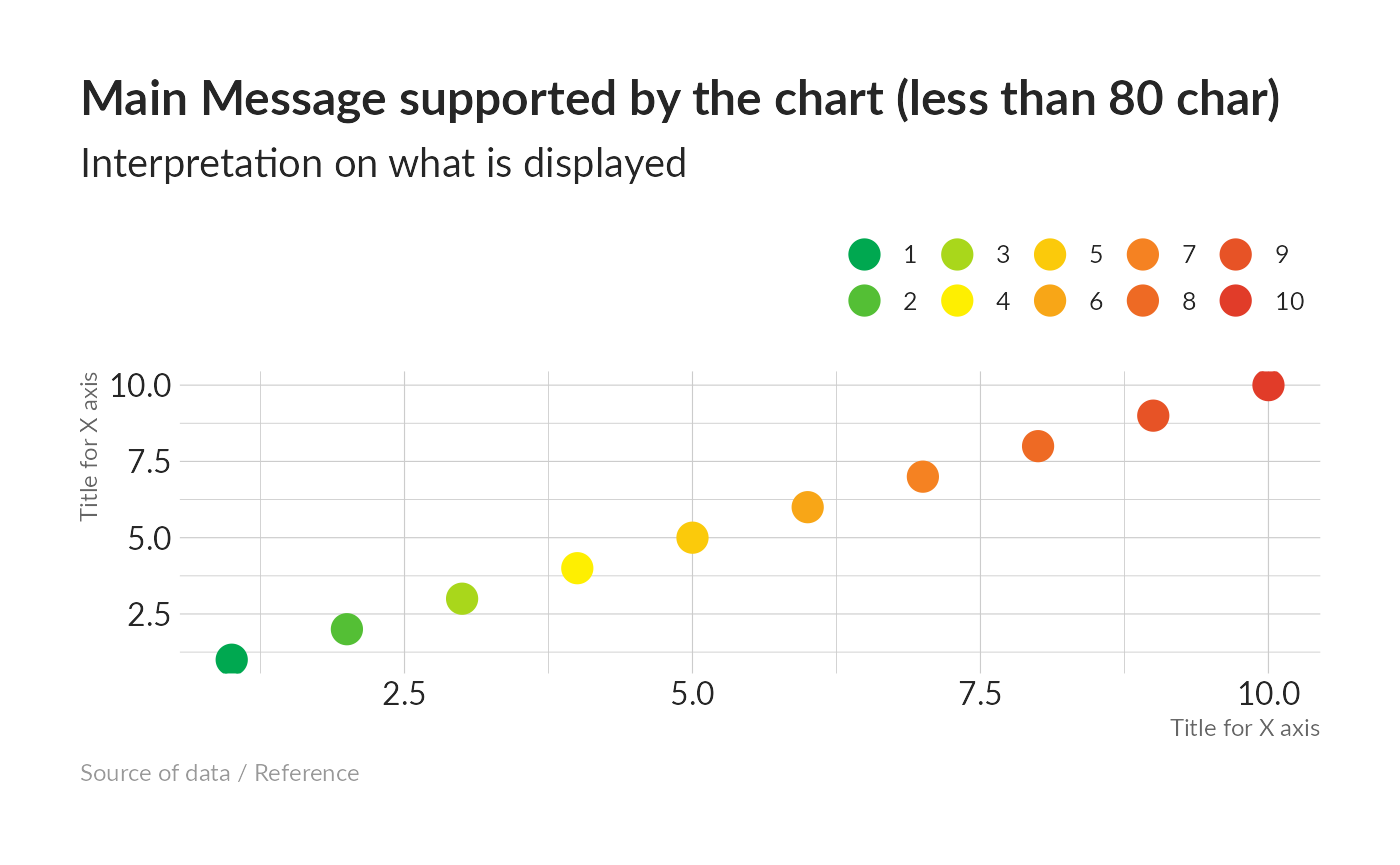 Main Message supported by the chart (less than 80 char)
Interpretation on what is displayed
1 3 5 7 9
2 4 6 8 10
Title for X axis
10.0
7.5
5.0
2.5
2.5 5.0 7.5 10.0
Title for X axis
Source of data / Reference